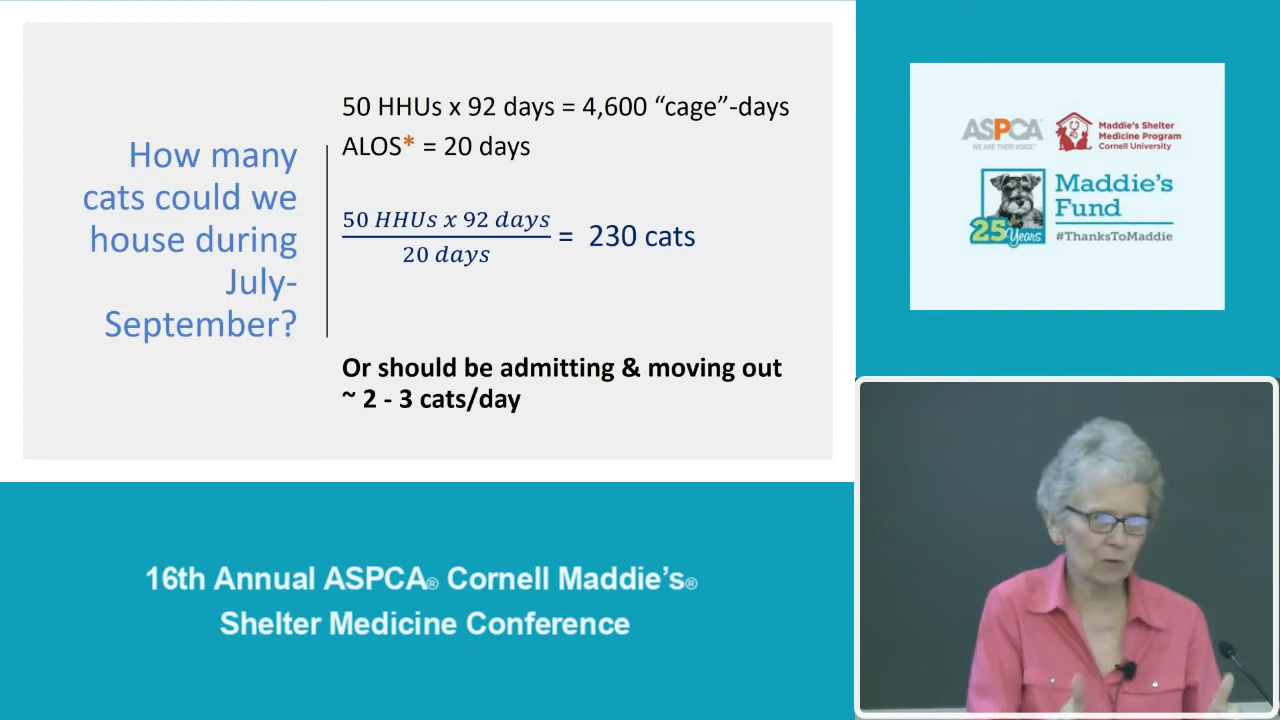 How many
cats could we
house during
July-
September?
50 HHUs x 92 days = 4,600 “cage”-days
ALOS* = 20 days
50 HHUs x 92 days
20 days
= 230 cats
Or should be admitting & moving out
~ 2 - 3 cats/day
ASPCA
WE ARE THEIR VOICE
Maddie's Shelter
Medicine Program
Cornell University
25 Years
Maddie's
Fund
#ThanksToMaddie
16th Annual ASPCA® Cornell Maddie’s®
Shelter Medicine Conference